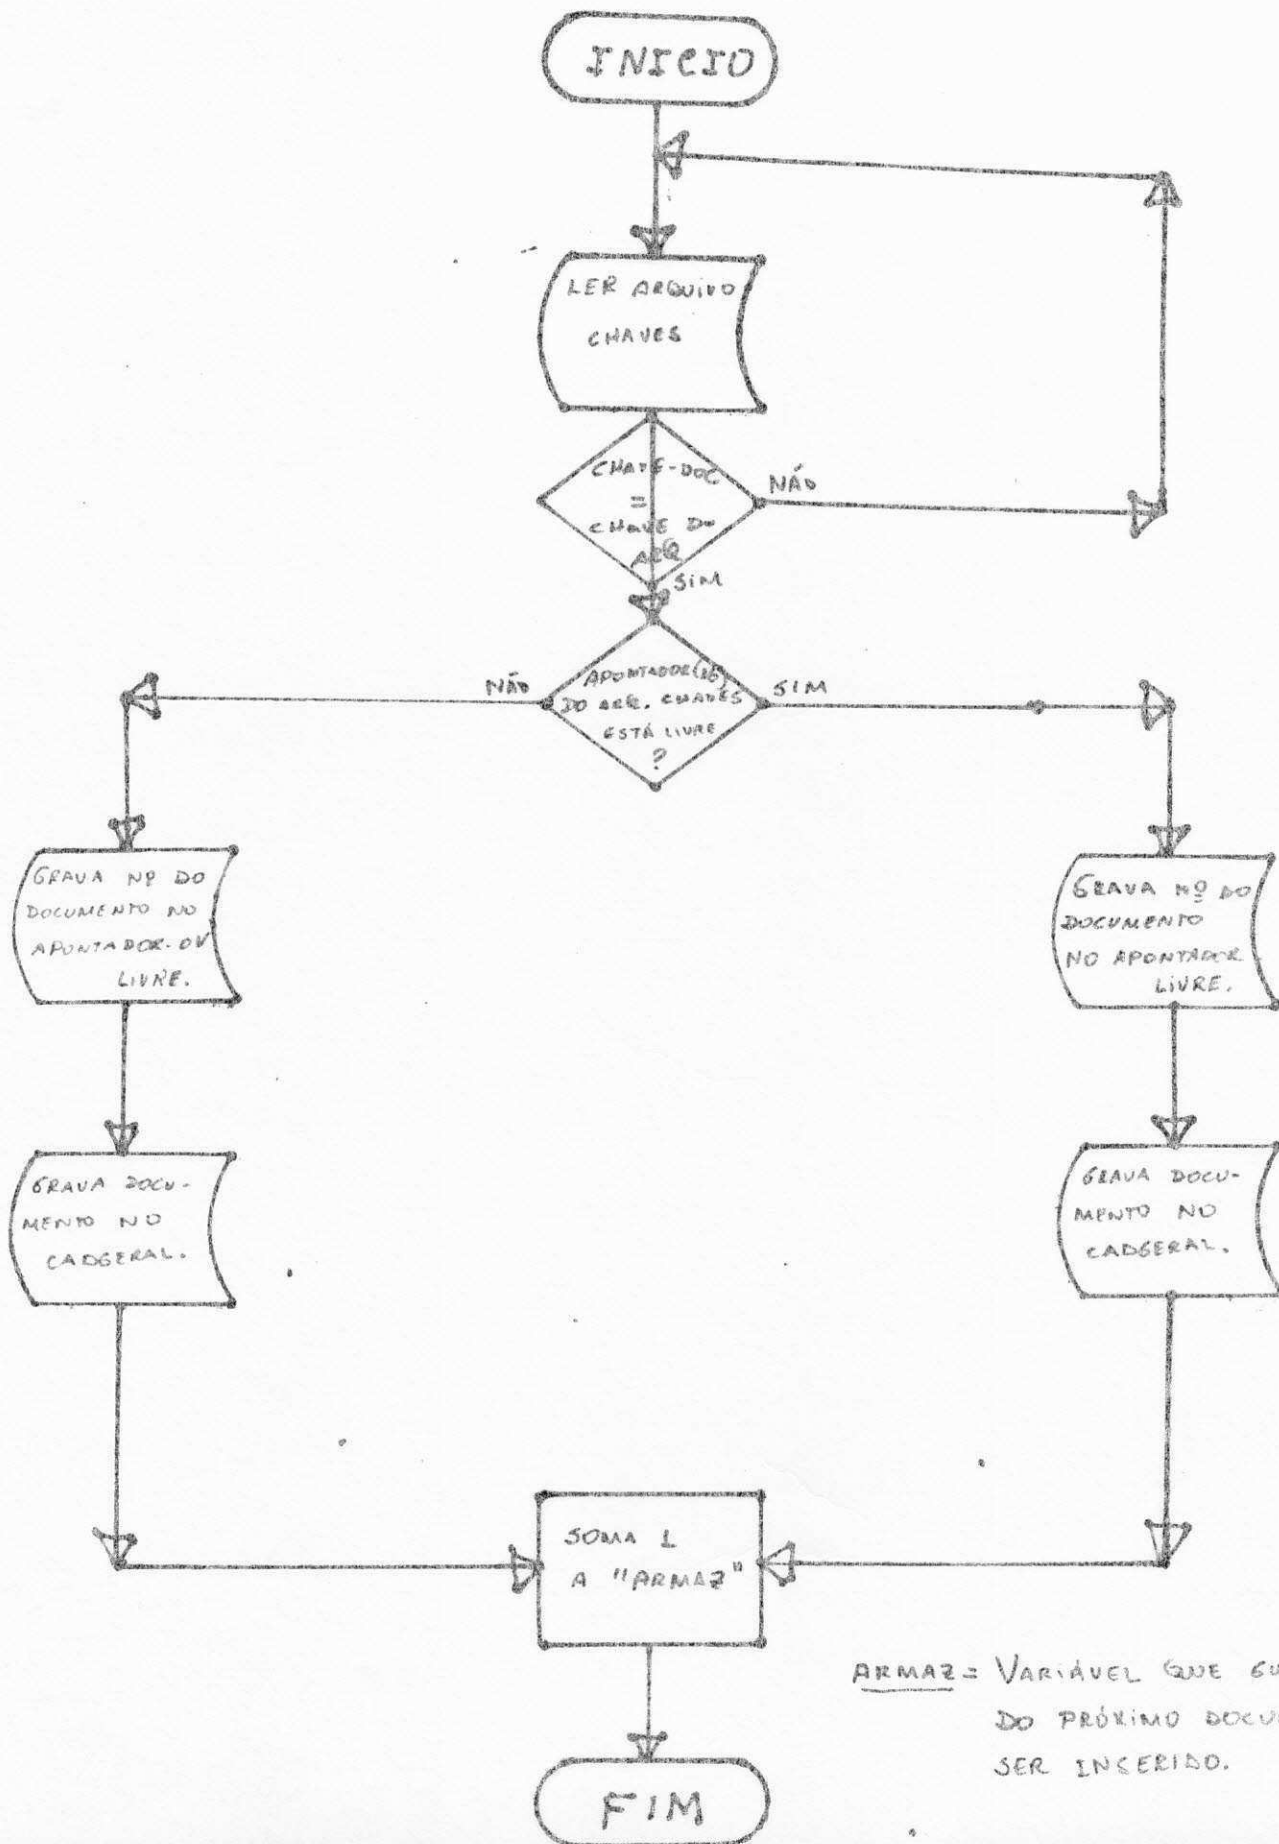 INICIO
LER ARQUIVO
CHAVES
CHAVE-DOC
=
CHAVE DO
ARQ
NÃO
SIM
APONTADOR
DO ARQ. CHAVES
ESTÁ LIVRE
?
NÃO
SIM
GRAVA Nº DO
DOCUMENTO NO
APONTADOR-OV
LIVRE.
GRAVA Nº DO
DOCUMENTO
NO APONTADOR
LIVRE.
GRAVA DOCU-
MENTO NO
CADGERAL.
GRAVA DOCU-
MENTO NO
CADGERAL.
SOMA 1
A "ARMAZ"
ARMAZ = VARIÁVEL QUE
DO PRÓXIMO
SER INSERIDO.
FIM